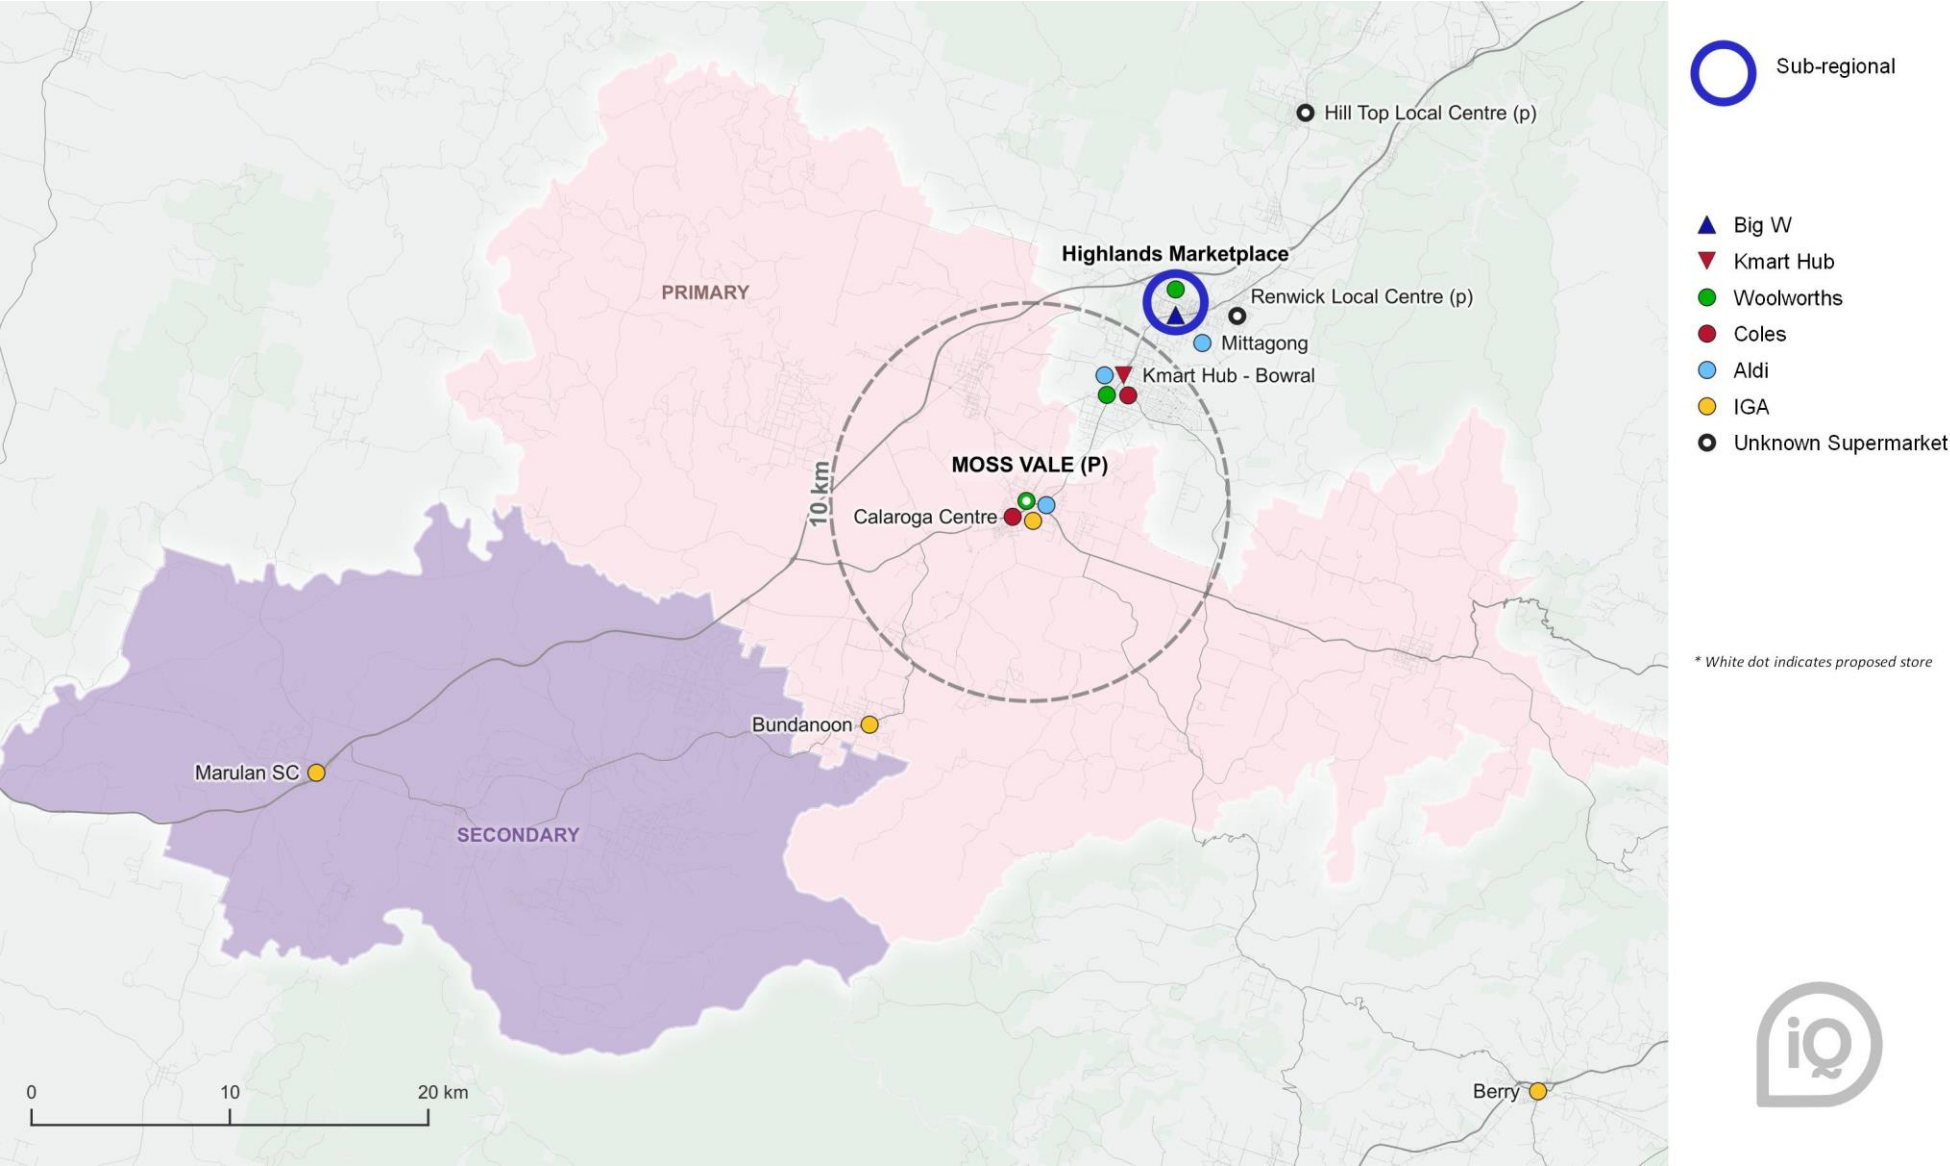 Sub-regional
Hill Top Local Centre (p)
Big W
Highlands Marketplace
Kmart Hub
PRIMARY
Renwick Local Centre (p)
Woolworths
Coles
Mittagong
Kmart Hub - Bowral
Aldi
IGA
Unknown Supermarket
MOSS VALE (P)
10 km
Calaroga Centre
* White dot indicates proposed store
Bundanoon
Marulan SC
SECONDARY
iQ
0 10 20 km
Berry